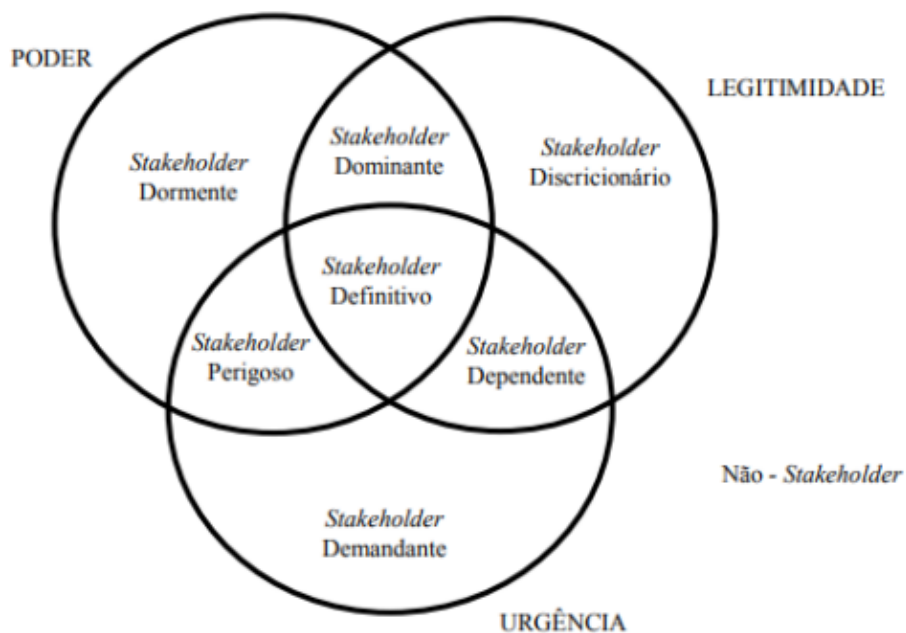 PODER
LEGITIMIDADE
Stakeholder
Dormente
Stakeholder
Dominante
Stakeholder
Discricionário
Stakeholder
Definitivo
Stakeholder
Perigoso
Stakeholder
Dependente
Não - Stakeholder
Stakeholder
Demandante
URGÊNCIA